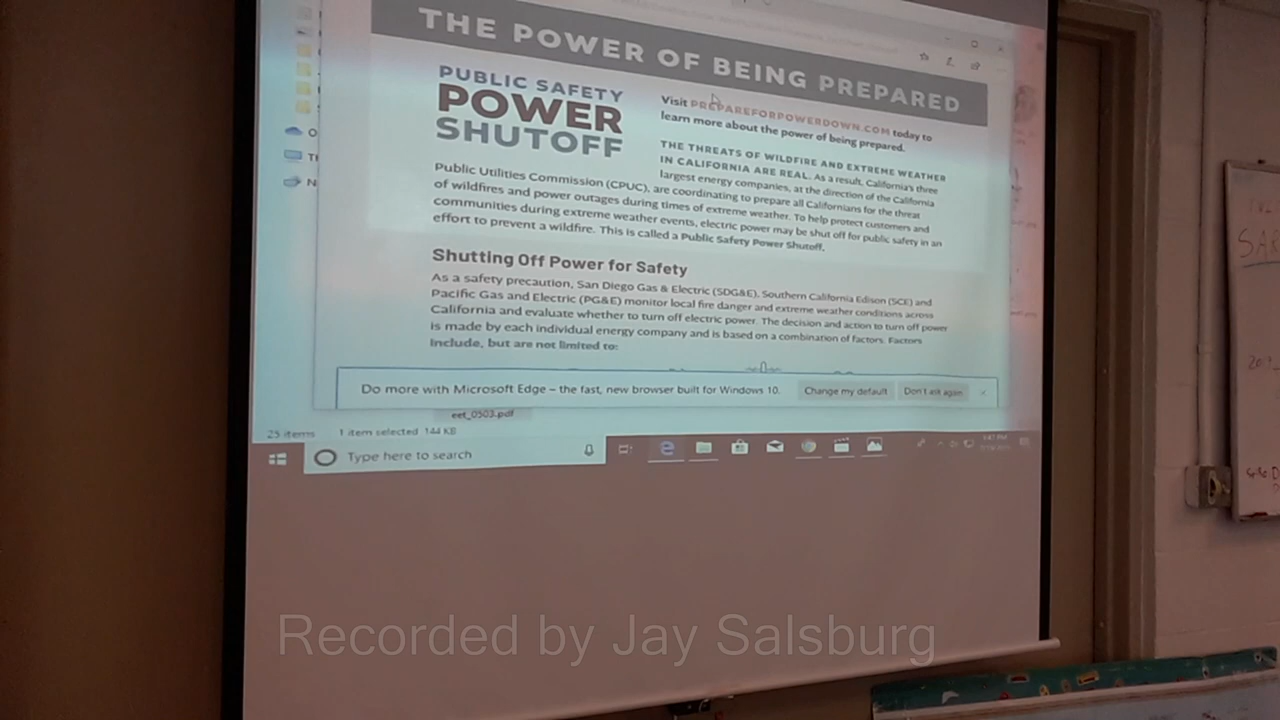 THE POWER OF BEING PREPARED
PUBLIC SAFETY
POWER
SHUTOFF
Visit PREPAREFORPOWERDOWN.COM today to
learn more about the power of being prepared.
THE THREATS OF WILDFIRE AND EXTREME WEATHER
IN CALIFORNIA ARE REAL. As a result, California's three
largest energy companies, at the direction of the California
Public Utilities Commission (CPUC), are coordinating to prepare all Californians for the threat
of wildfires and power outages during times of extreme weather. To help protect customers and
communities during extreme weather events, electric power may be shut off for public safety in an
effort to prevent a wildfire. This is called a Public Safety Power Shutoff.
Shutting Off Power for Safety
As a safety precaution, San Diego Gas & Electric (SDG&E), Southern California Edison (SCE) and
Pacific Gas and Electric (PG&E) monitor local fire danger and extreme weather conditions across
California and evaluate whether to turn off electric power. The decision and action to turn off power
is made by each individual energy company and is based on a combination of factors. Factors
include, but are not limited to:
Do more with Microsoft Edge – the fast, new browser built for Windows 10.
Change my default
Don't ask again
eet_0503.pdf
25 items
1 item selected 144 KB
Type here to search
Recorded by Jay Salsburg